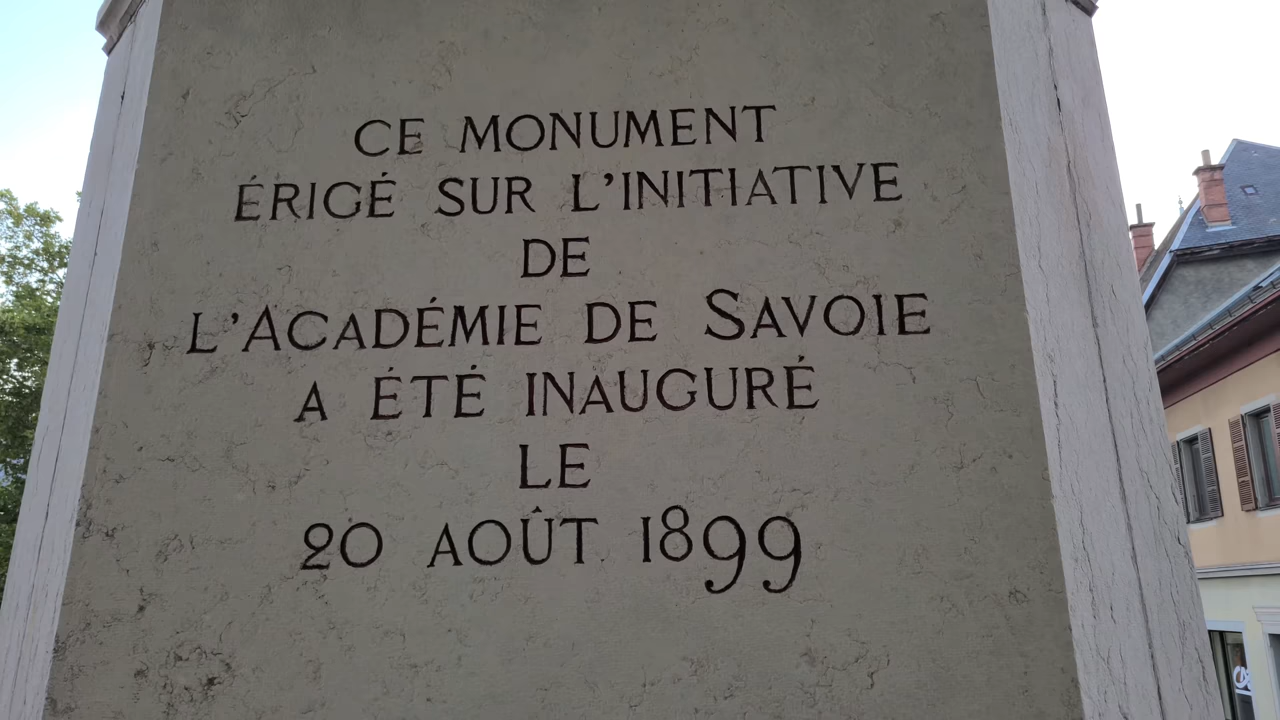 CE MONUMENT
ÉRIGÉ SUR L'INITIATIVE
DE
L'ACADÉMIE DE SAVOIE
A ÉTÉ INAUGURÉ
LE
20 AOÛT 1899